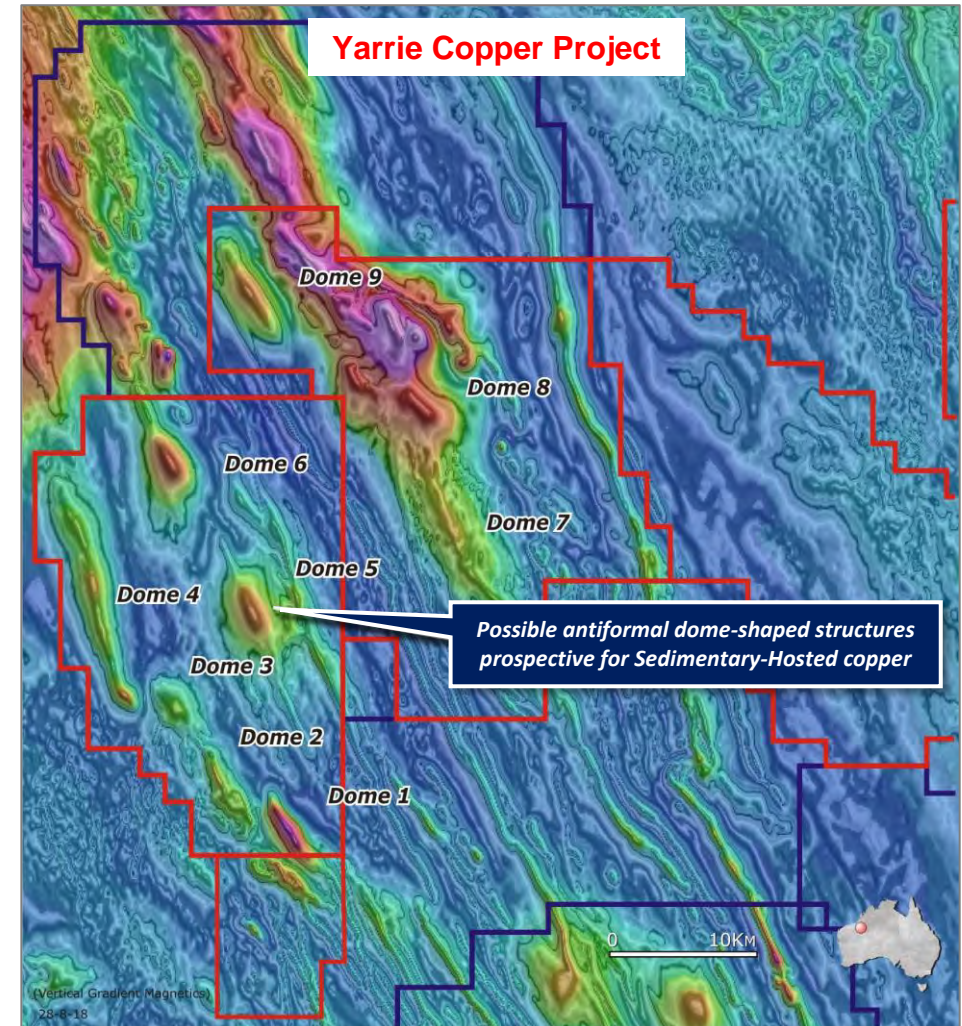 Yarrie Copper Project
Dome 9
Dome 8
Dome 6
Dome 7
Dome 5
Dome 4
Possible antiformal dome-shaped structures
prospective for Sedimentary-Hosted copper
Dome 3
Dome 2
Dome 1
0 10KM
(Vertical Gradient Magnetics)
28-8-18